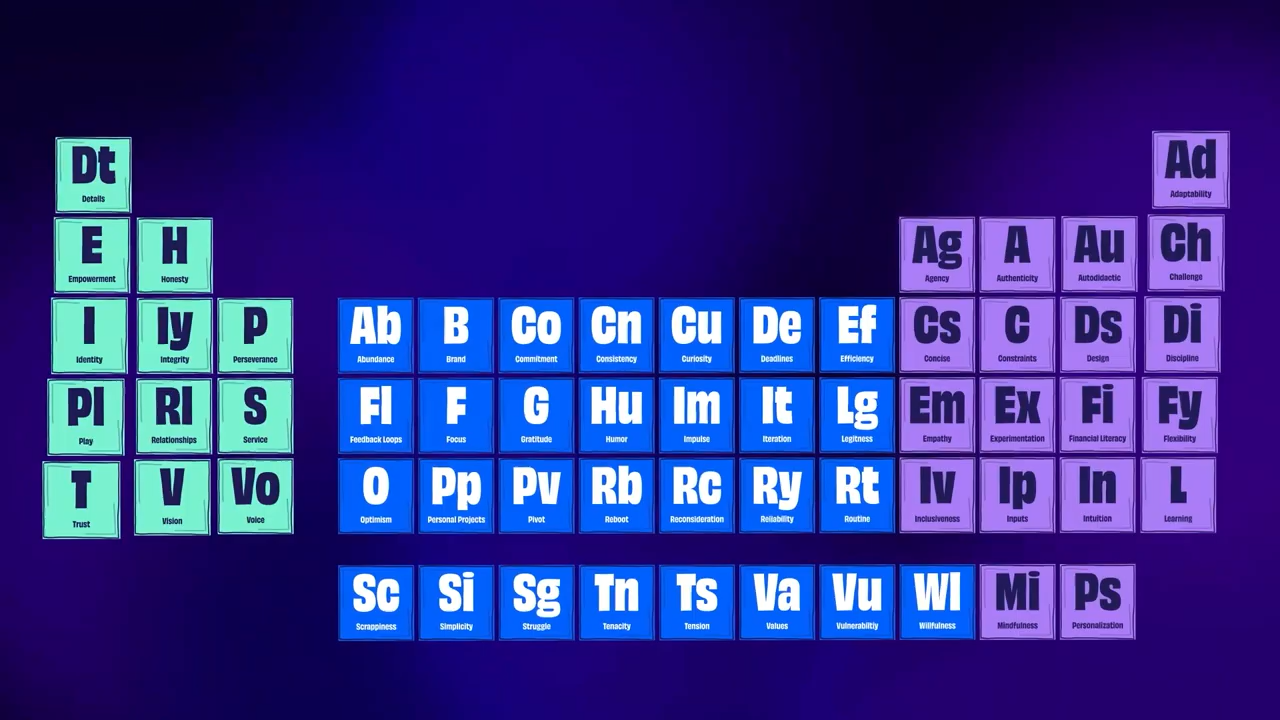 Dt
Details
Ad
Adaptability
E
Empowerment
H
Honesty
Ag
Agency
A
Authenticity
Au
Autodidactic
Ch
Challenge
I
Identity
Iy
Integrity
P
Perseverance
Ab
Abundance
B
Brand
Co
Commitment
Cn
Consistency
Cu
Curiosity
De
Deadlines
Ef
Efficiency
Cs
Concise
C
Constraints
Ds
Design
Di
Discipline
Pl
Play
Rl
Relationships
S
Service
Fl
Feedback Loops
F
Focus
G
Gratitude
Hu
Humor
Im
Impulse
It
Iteration
Lg
Legitness
Em
Empathy
Ex
Experimentation
Fi
Financial Literacy
Fy
Flexibility
T
Trust
V
Vision
Vo
Voice
O
Optimism
Pp
Personal Projects
Pv
Pivot
Rb
Reboot
Rc
Reconsideration
Ry
Reliability
Rt
Routine
Iv
Inclusiveness
Ip
Inputs
In
Intuition
L
Learning
Sc
Scrappiness
Si
Simplicity
Sg
Struggle
Tn
Tenacity
Ts
Tension
Va
Values
Vu
Vulnerabiltiy
Wl
Willfulness
Mi
Mindfulness
Ps
Personalization